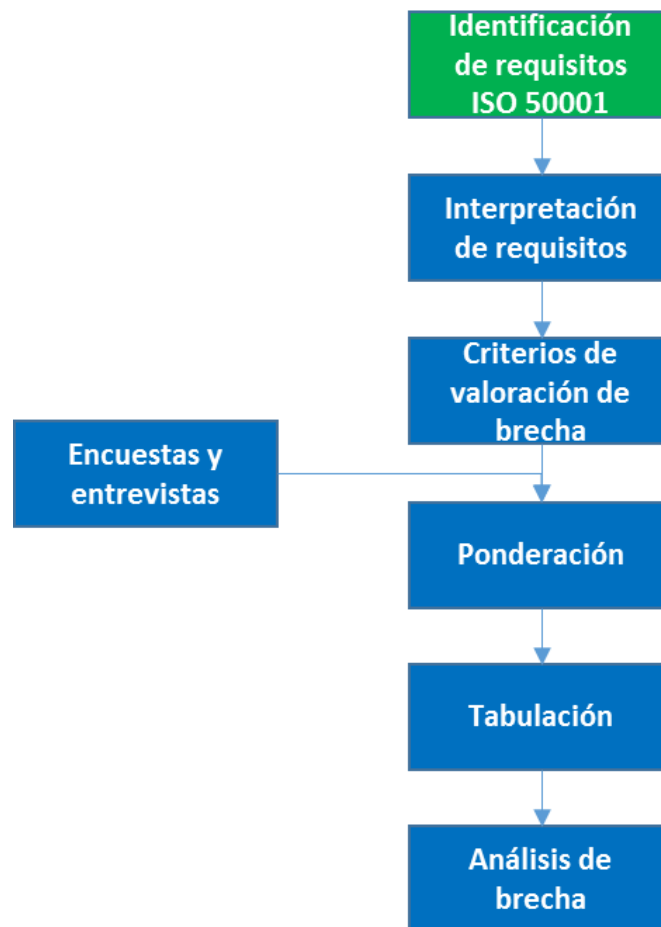 Identificación
de requisitos
ISO 50001
Interpretación
de requisitos
Criterios de
valoración de
brecha
Encuestas y
entrevistas
Ponderación
Tabulación
Análisis de
brecha